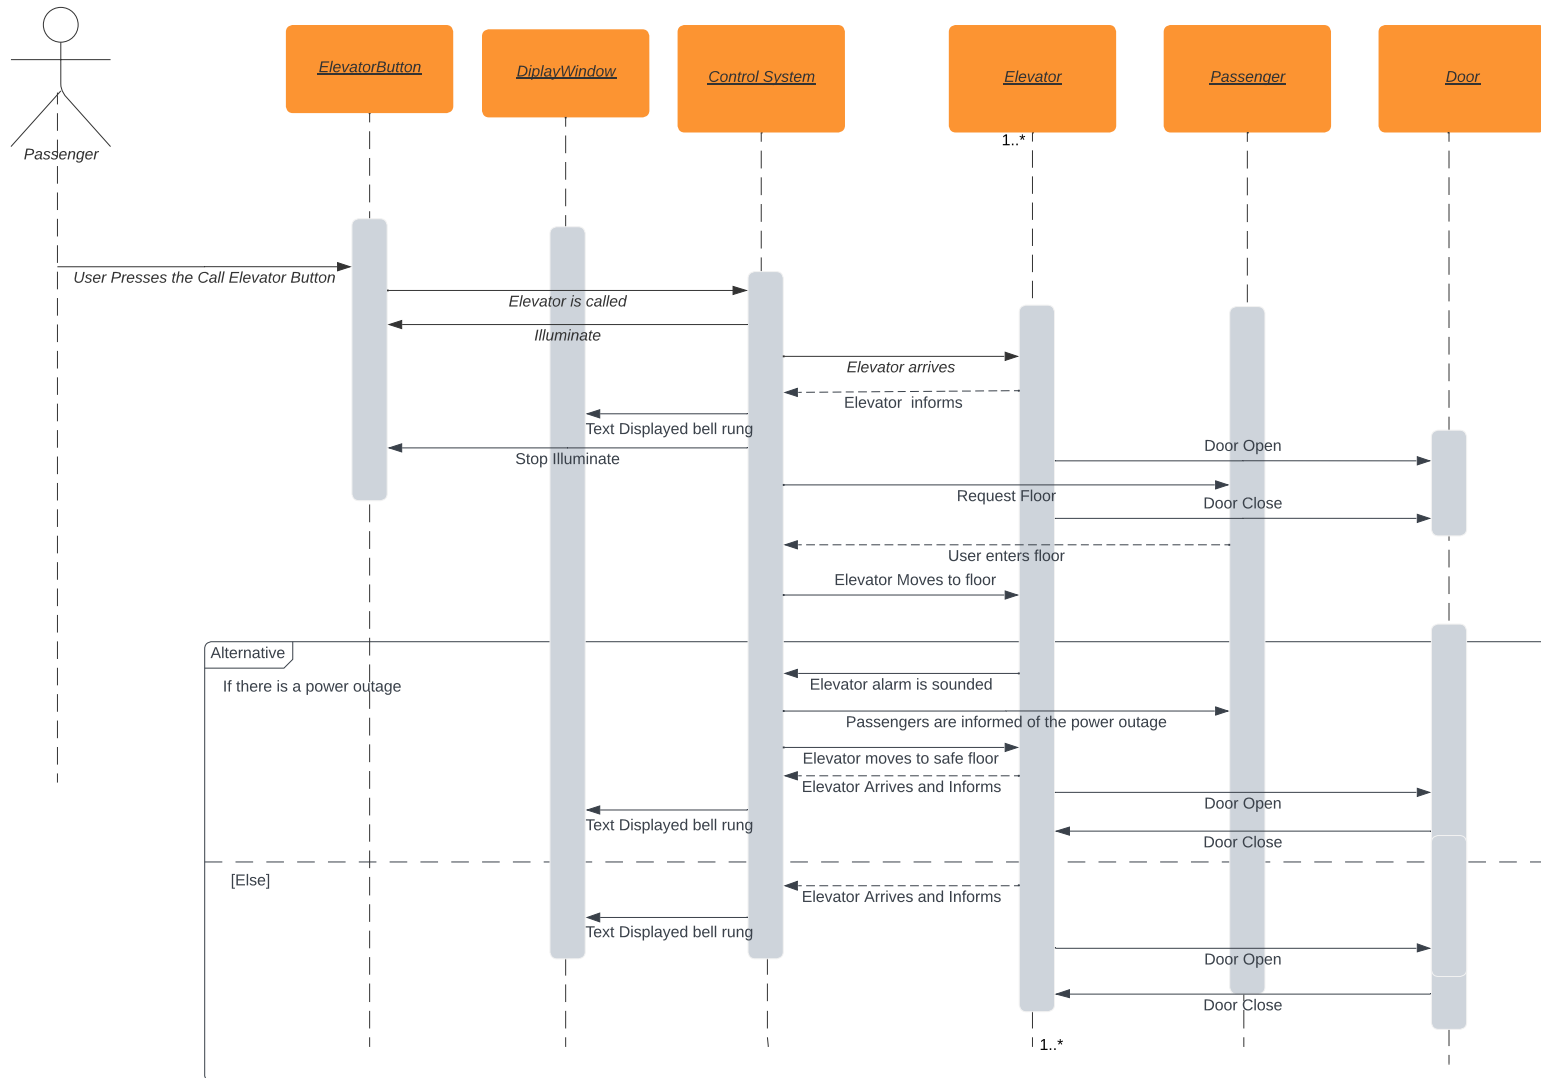 ElevatorButton
DiplayWindow
Control System
Elevator
Passenger
Door
1..*
Passenger
User Presses the Call Elevator Button
Elevator is called
Illuminate
Elevator arrives
Elevator  informs
Text Displayed bell rung
Door Open
Stop Illuminate
Request Floor
Door Close
User enters floor
Elevator Moves to floor
Alternative
If there is a power outage
Elevator alarm is sounded
Passengers are informed of the power outage
Elevator moves to safe floor
Elevator Arrives and Informs
Door Open
Text Displayed bell rung
Door Close
[Else]
Elevator Arrives and Informs
Text Displayed bell rung
Door Open
Door Close
1..*